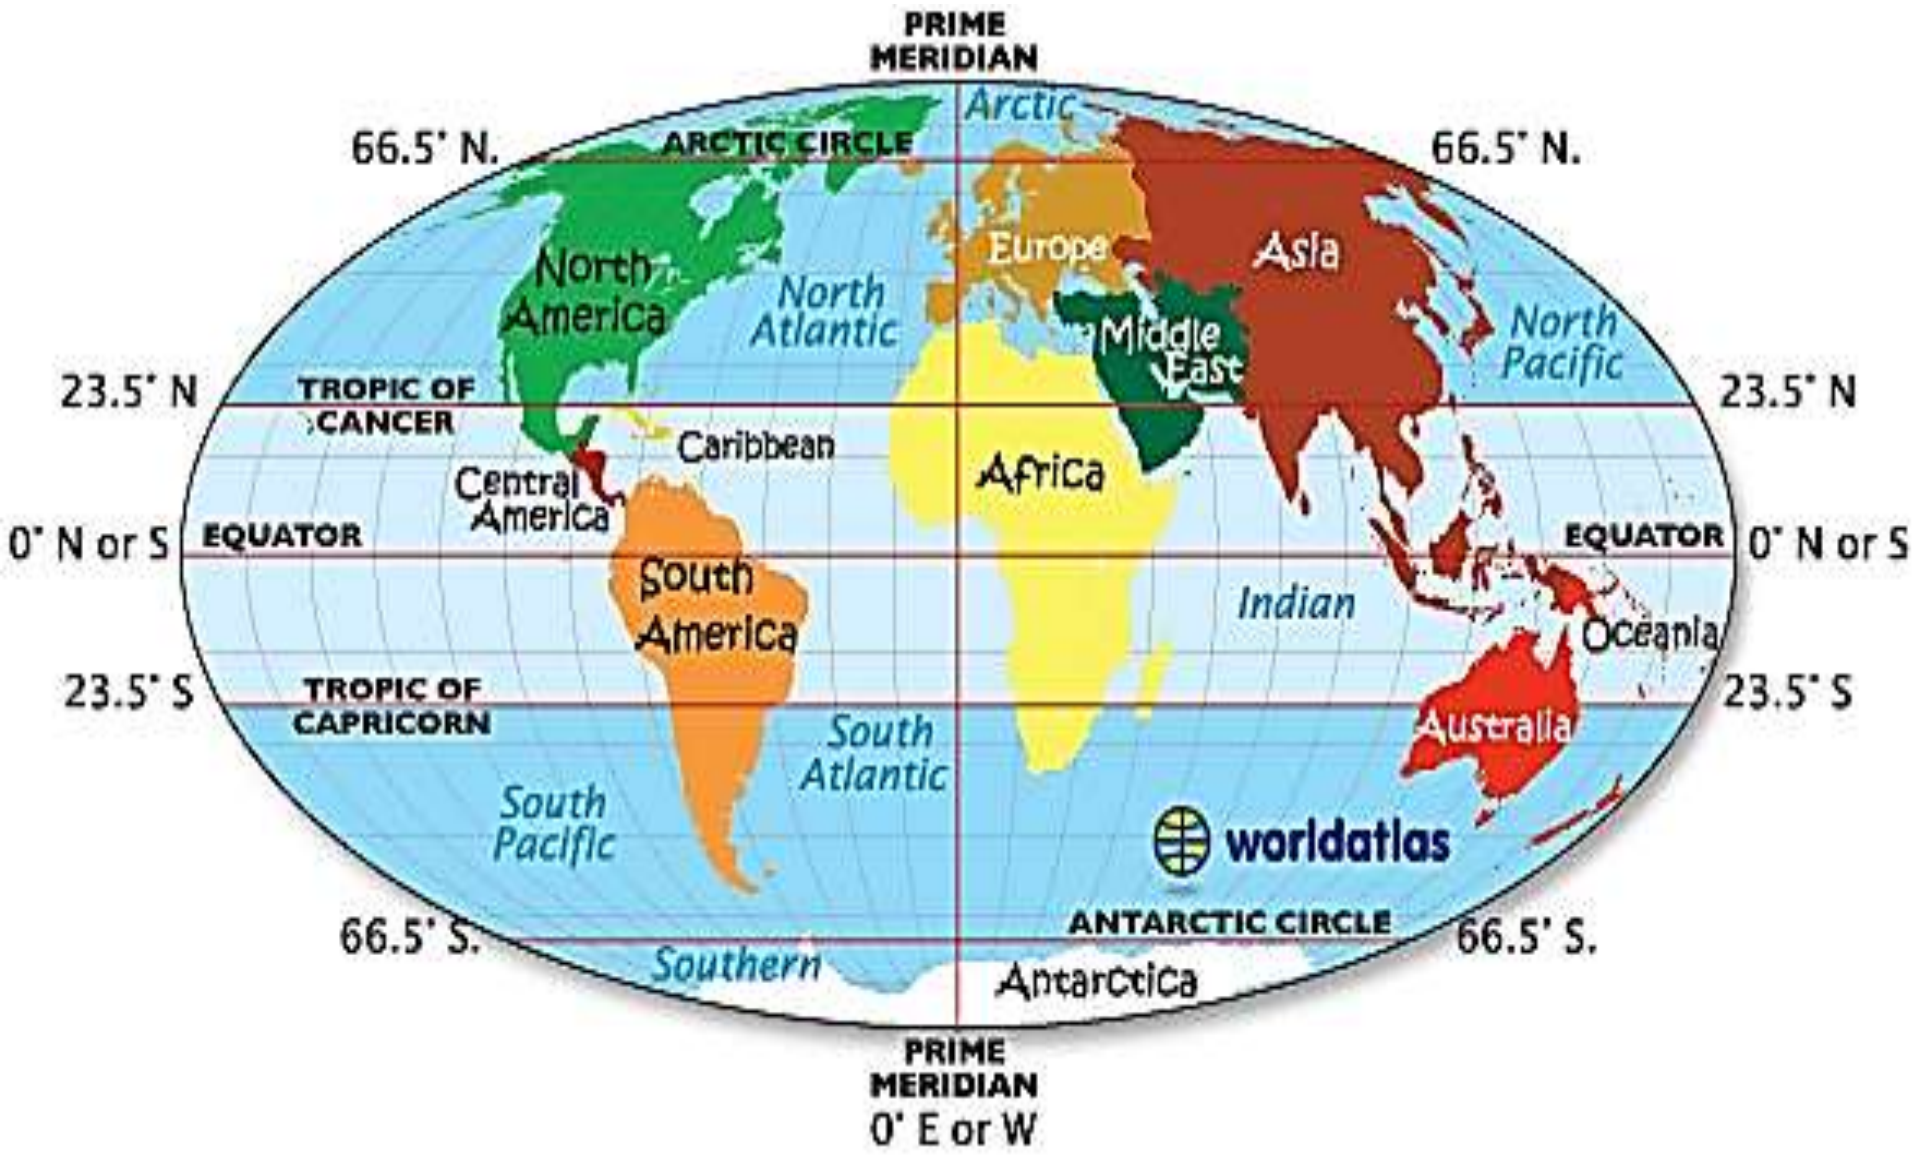 PRIME
MERIDIAN
Arctic
66.5° N.
ARCTIC CIRCLE
66.5° N.
North
America
Europe
Asia
North
Atlantic
Middle
East
North
Pacific
23.5° N
TROPIC OF
CANCER
23.5° N
Caribbean
Central
America
Africa
0° N or S
EQUATOR
EQUATOR
0° N or S
South
America
Indian
Oceania
23.5° S
TROPIC OF
CAPRICORN
23.5° S
Australia
South
Atlantic
South
Pacific
worldatlas
66.5° S.
ANTARCTIC CIRCLE
66.5° S.
Southern
Antarctica
PRIME
MERIDIAN
0° E or W